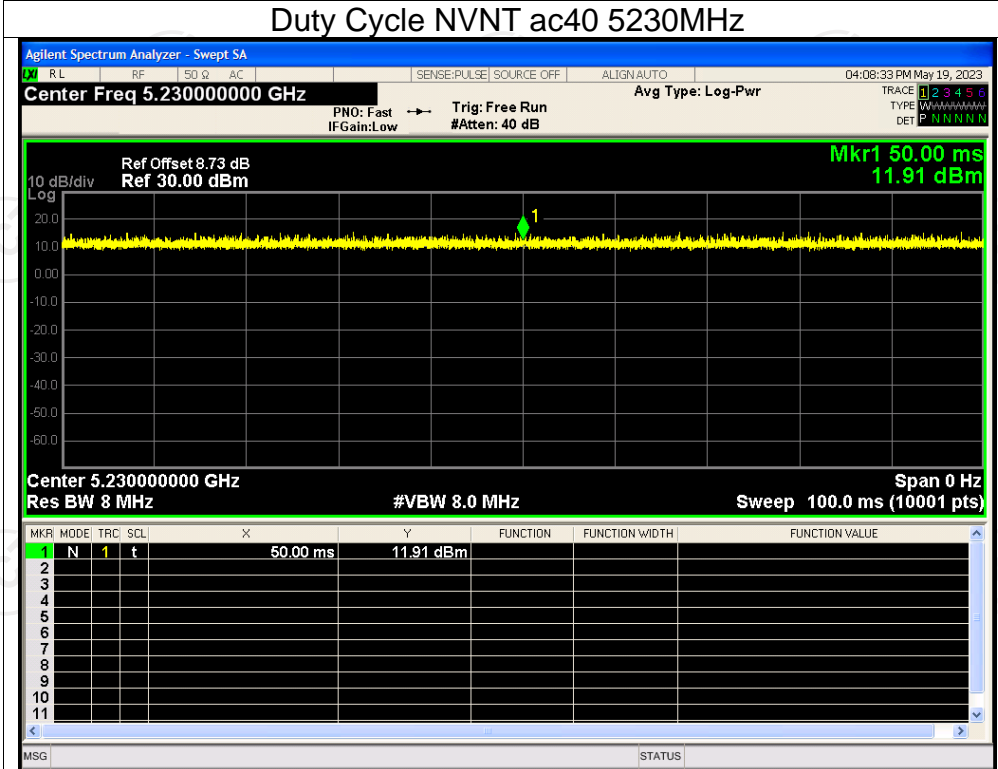 Duty Cycle NVNT ac40 5230MHz
Agilent Spectrum Analyzer - Swept SA
LXI RL RF 50 Ω AC SENSE:PULSE SOURCE OFF ALIGN AUTO 04:08:33 PM May 19, 2023
Center Freq 5.230000000 GHz
PNO: Fast
IFGain:Low
Trig: Free Run
#Atten: 40 dB
Avg Type: Log-Pwr
TRACE 1 2 3 4 5 6
TYPE W
DET P N N N N N
Mkr1 50.00 ms
11.91 dBm
Ref Offset 8.73 dB
10 dB/div Ref 30.00 dBm
Log
1
20.0
10.0
0.00
-10.0
-20.0
-30.0
-40.0
-50.0
-60.0
Center 5.230000000 GHz Span 0 Hz
Res BW 8 MHz #VBW 8.0 MHz Sweep 100.0 ms (10001 pts)
MKR MODE TRC SCL X Y FUNCTION FUNCTION WIDTH FUNCTION VALUE
1 N 1 t 50.00 ms 11.91 dBm
2
3
4
5
6
7
8
9
10
11
MSG STATUS